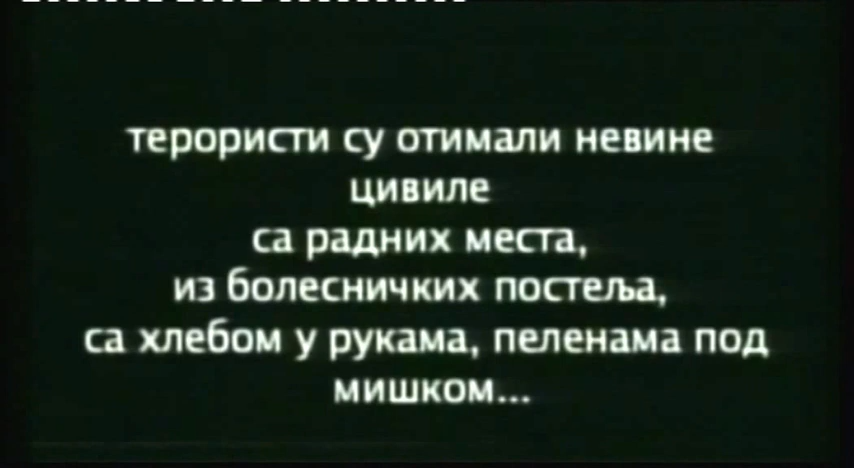 терористи су отимали невине
цивиле
са радних места,
из болесничких постеља,
са хлебом у рукама, пеленама под
мишком...